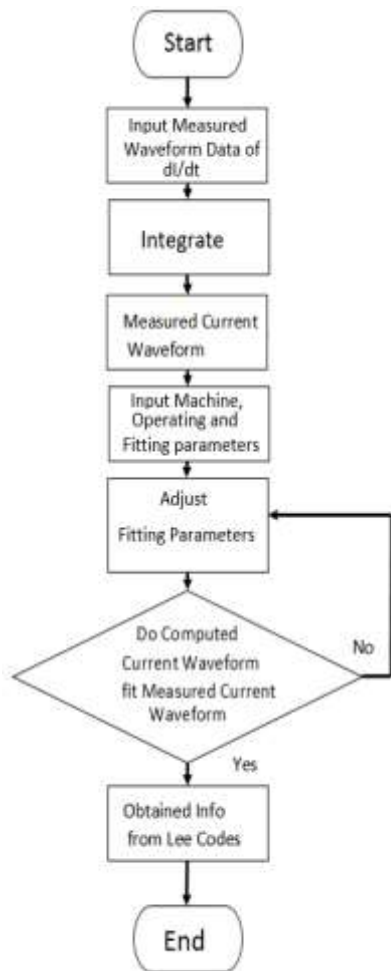 Start
Input Measured
Waveform Data of
dI/dt
Integrate
Measured Current
Waveform
Input Machine,
Operating and
Fitting parameters
Adjust
Fitting Parameters
Do Computed
Current Waveform
fit Measured Current
Waveform
No
Yes
Obtained Info
from Lee Codes
End